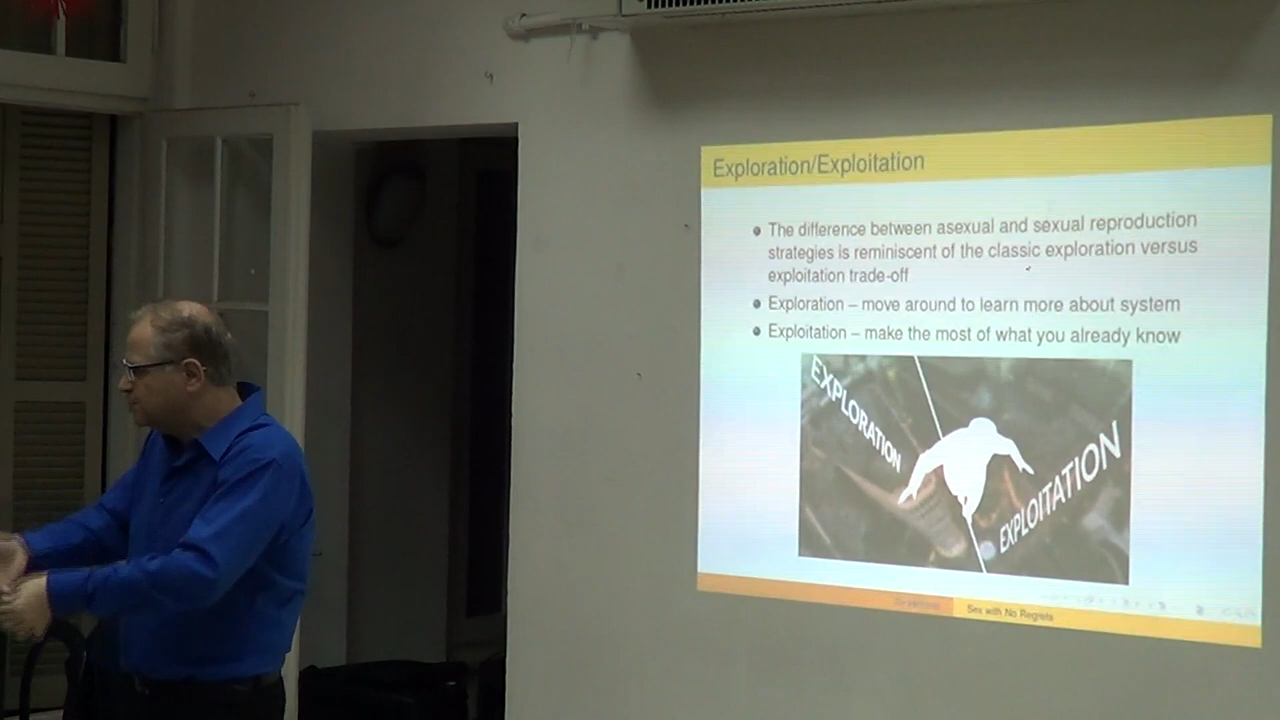 Exploration/Exploitation
The difference between asexual and sexual reproduction
strategies is reminiscent of the classic exploration versus
exploitation trade-off
Exploration – move around to learn more about system
Exploitation – make the most of what you already know
EXPLORATION
EXPLOITATION
Sex with No Regrets